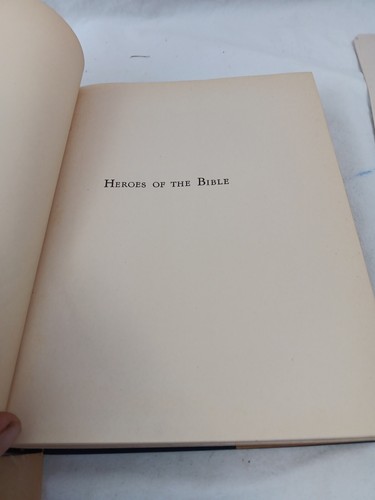 Heroes of the Bible